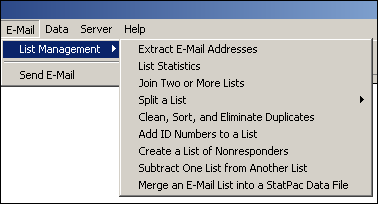 E-Mail Data Server Help
List Management
Send E-Mail
Extract E-Mail Addresses
List Statistics
Join Two or More Lists
Split a List
Clean, Sort, and Eliminate Duplicates
Add ID Numbers to a List
Create a List of Nonresponders
Subtract One List from Another List
Merge an E-Mail List into a StatPac Data File